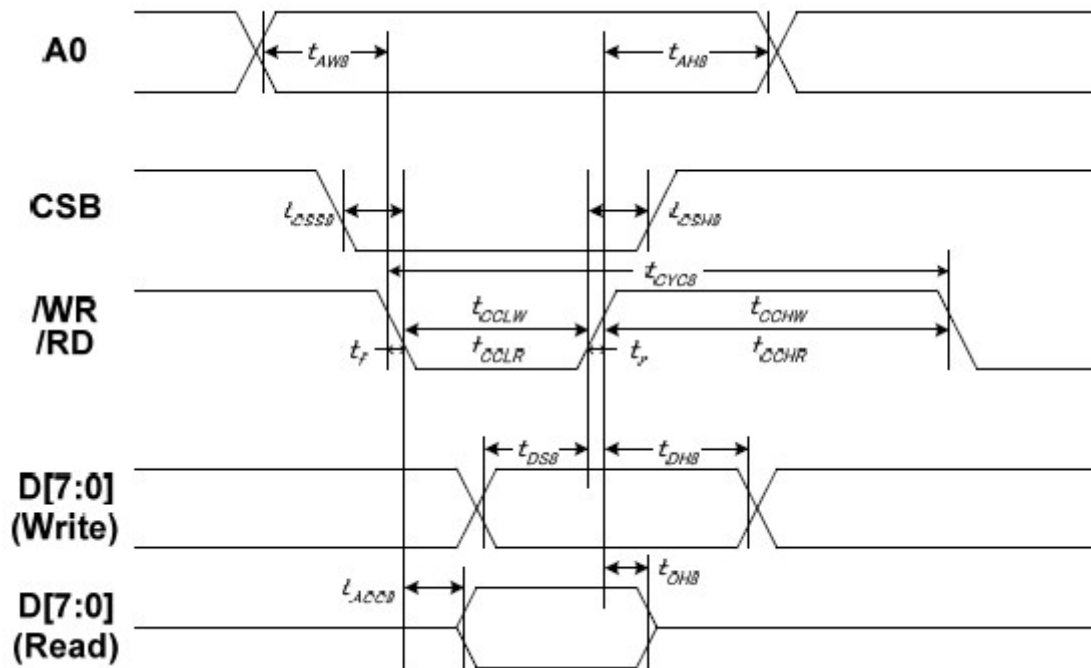 A0
tAW8
tAH8
CSB
tCSS8
tCSH8
tCYC8
/WR
/RD
tCCLW
tCCHW
tf
tCCLR
tr
tCCHR
tDS8
tDH8
D[7:0]
(Write)
tACC8
tOH8
D[7:0]
(Read)